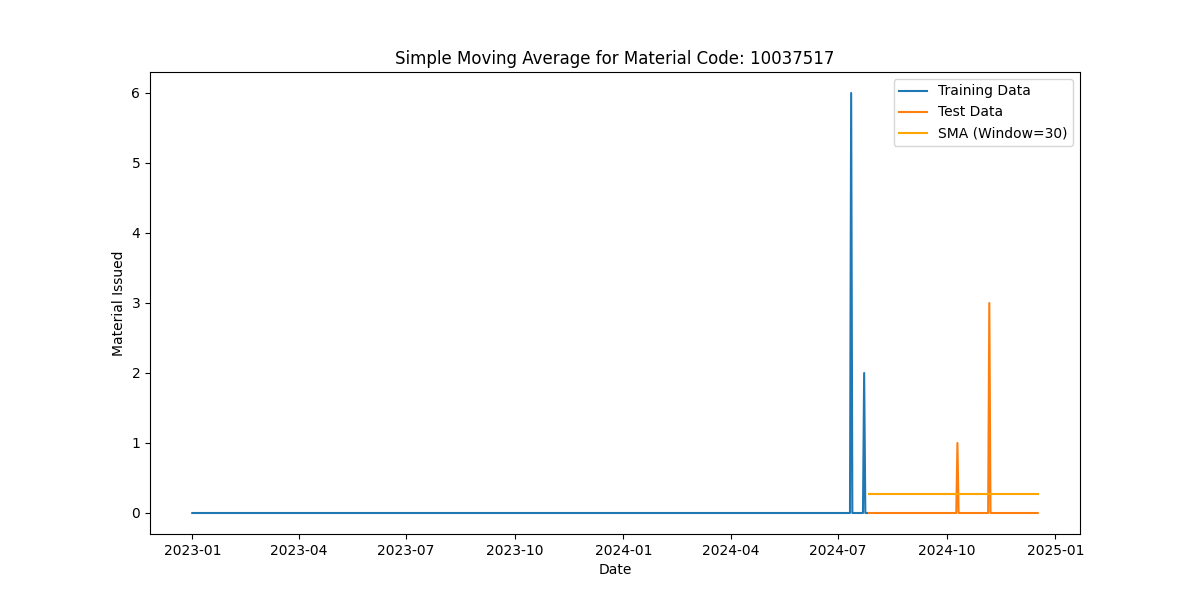 Simple Moving Average for Material Code: 10037517
Training Data
Test Data
SMA (Window=30)
Material Issued
6
5
4
3
2
1
0
2023-01 2023-04 2023-07 2023-10 2024-01 2024-04 2024-07 2024-10 2025-01
Date